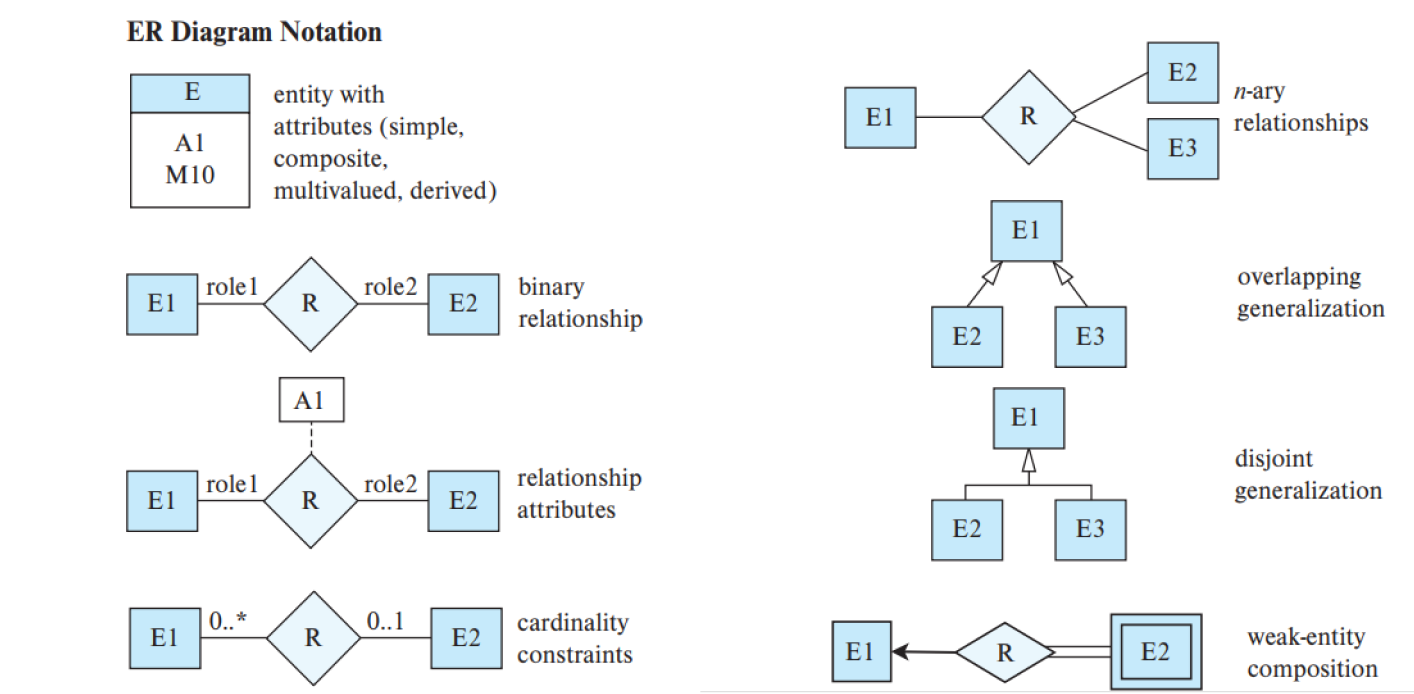 ER Diagram Notation
E
A1
M10
entity with
attributes (simple,
composite,
multivalued, derived)
E1
role1
R
role2
E2
binary
relationship
A1
E1
role1
R
role2
E2
relationship
attributes
E1
0..*
R
0..1
E2
cardinality
constraints
E1
R
E2
E3
n-ary
relationships
E1
E2
E3
overlapping
generalization
E1
E2
E3
disjoint
generalization
E1
R
E2
weak-entity
composition